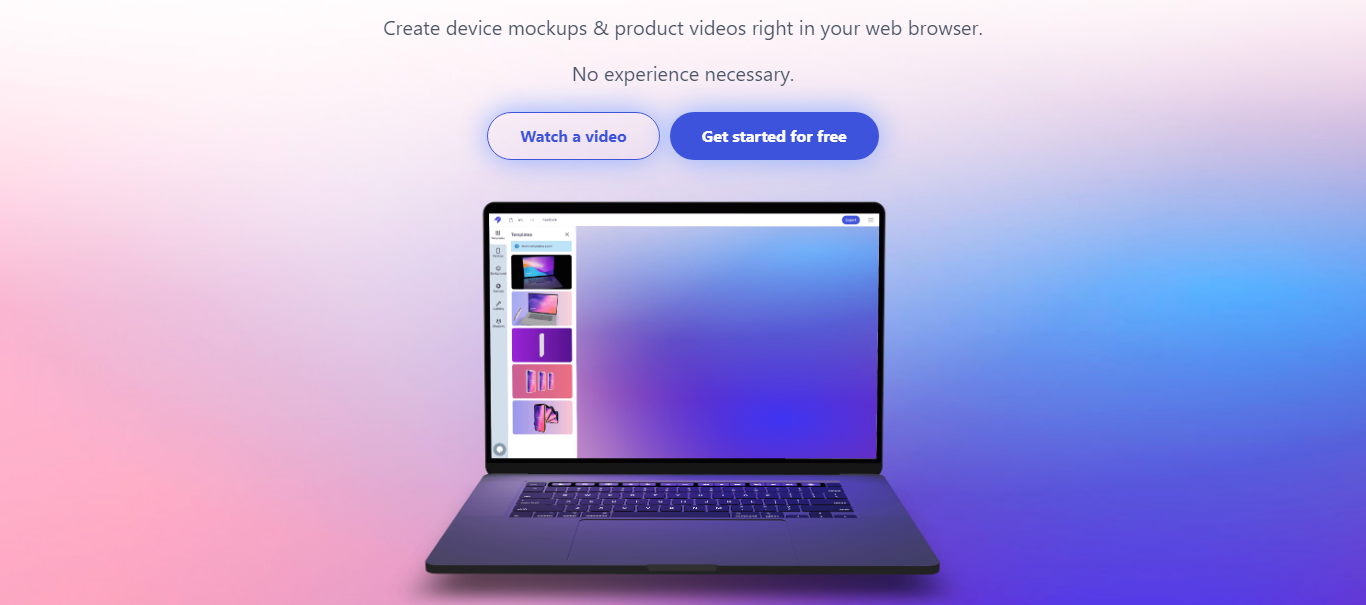 Create device mockups & product videos right in your web browser.
No experience necessary.
Watch a video
Get started for free
Templates